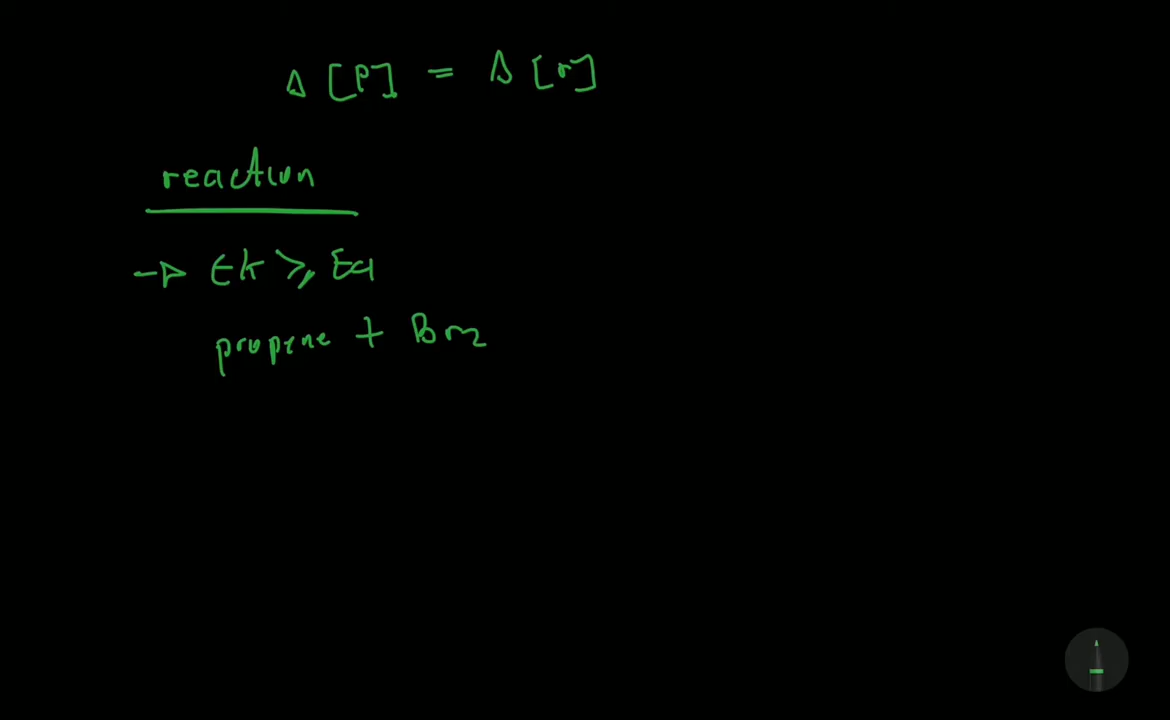 Δ [P] = Δ [r]
reaction
→ Ek ⩾ Ea
propene + Br2